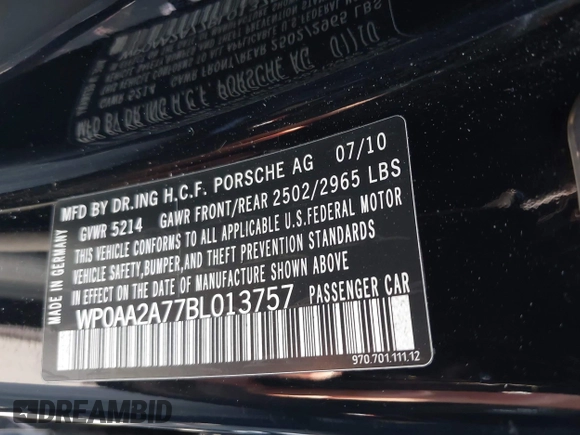 MFD BY DR.ING H.C.F. PORSCHE AG 07/10
GVWR 5214 GAWR FRONT/REAR 2502/2965 LBS
THIS VEHICLE CONFORMS TO ALL APPLICABLE U.S.FEDERAL MOTOR
VEHICLE SAFETY,BUMPER,AND THEFT PREVENTION STANDARDS
IN EFFECT ON THE DATE OF MANUFACTURE SHOWN ABOVE
WP0AA2A77BL013757 PASSENGER CAR
MADE IN GERMANY
970.701.111.12
DREAMBID